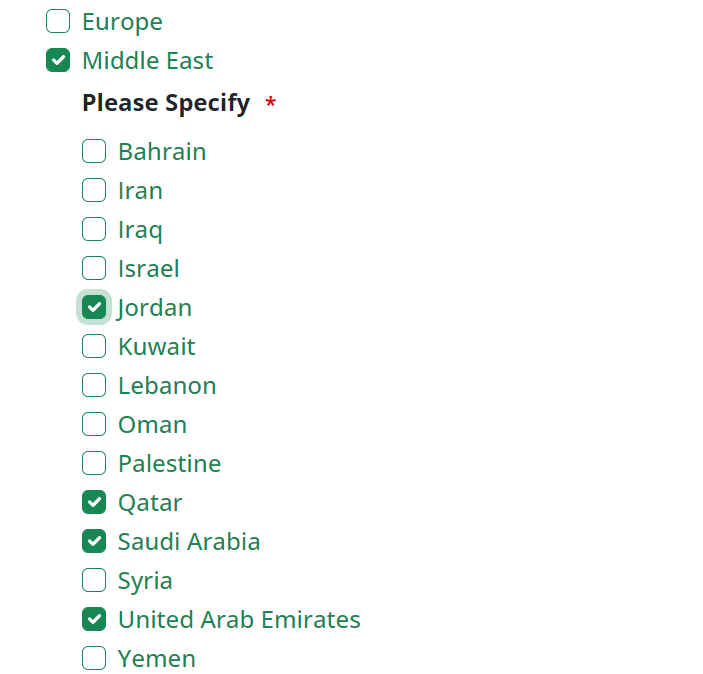 Europe
Middle East
Please Specify *
Bahrain
Iran
Iraq
Israel
Jordan
Kuwait
Lebanon
Oman
Palestine
Qatar
Saudi Arabia
Syria
United Arab Emirates
Yemen